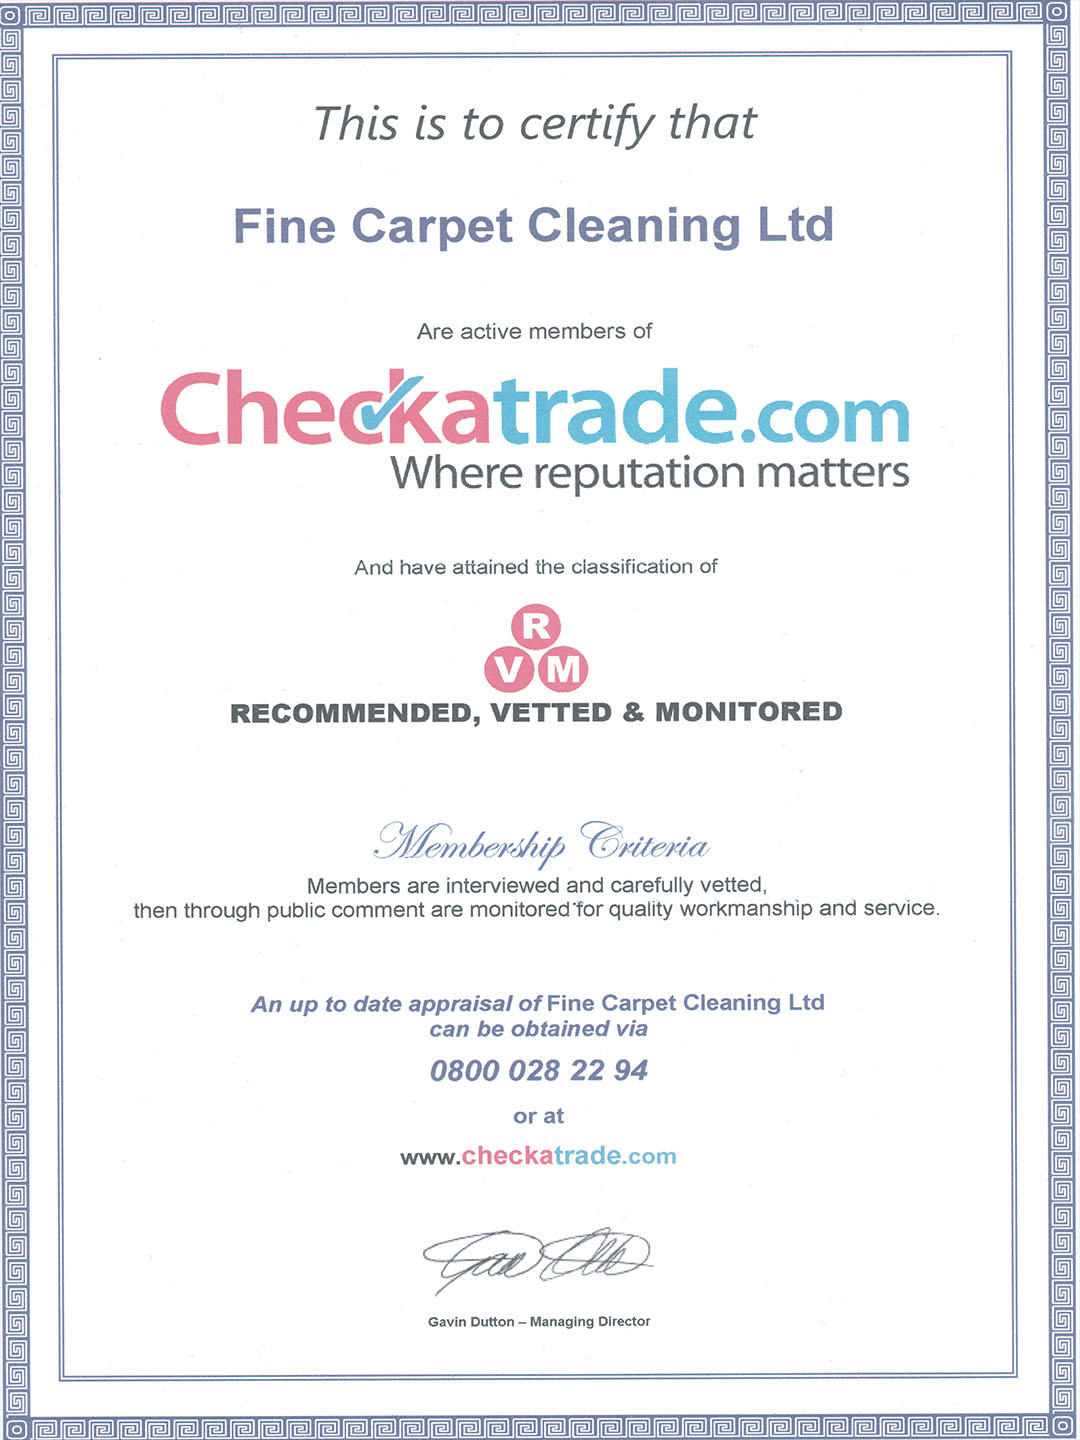 This is to certify that
Fine Carpet Cleaning Ltd
Are active members of
Checkatrade.com
Where reputation matters
And have attained the classification of
R
V M
RECOMMENDED, VETTED & MONITORED
Membership Criteria
Members are interviewed and carefully vetted,
then through public comment are monitored for quality workmanship and service.
An up to date appraisal of Fine Carpet Cleaning Ltd
can be obtained via
0800 028 22 94
or at
www.checkatrade.com
Gavin Dutton – Managing Director